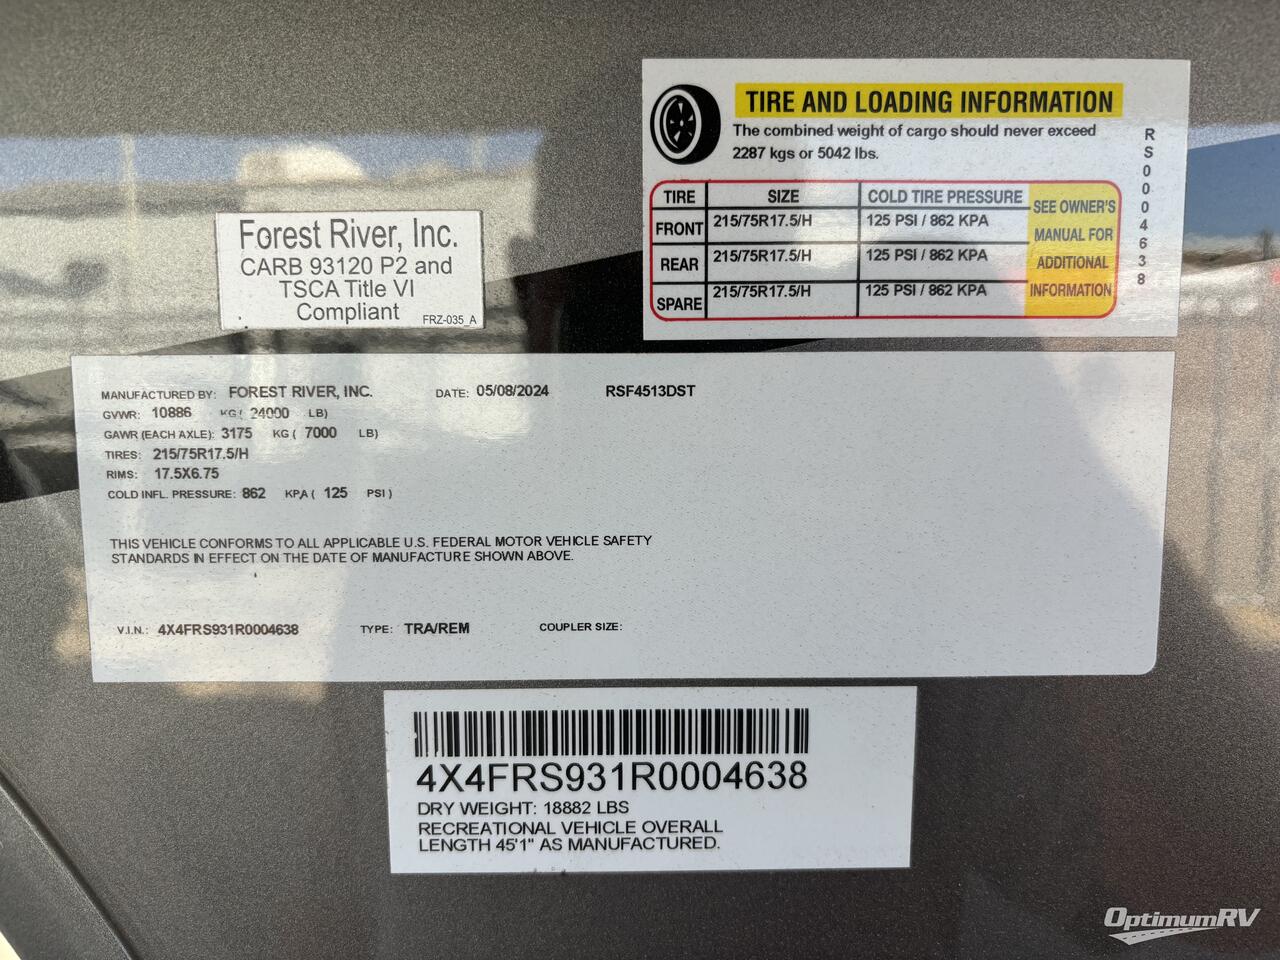 TIRE AND LOADING INFORMATION
The combined weight of cargo should never exceed
2287 kgs or 5042 lbs.
TIRE SIZE COLD TIRE PRESSURE
FRONT 215/75R17.5/H 125 PSI / 862 KPA
REAR 215/75R17.5/H 125 PSI / 862 KPA
SPARE 215/75R17.5/H 125 PSI / 862 KPA
SEE OWNER'S
MANUAL FOR
ADDITIONAL
INFORMATION
RS0004638
Forest River, Inc.
CARB 93120 P2 and
TSCA Title VI
Compliant
FRZ-035_A
MANUFACTURED BY: FOREST RIVER, INC. DATE: 05/08/2024 RSF4513DST
GVWR: 10886 KG ( 24000 LB)
GAWR (EACH AXLE): 3175 KG ( 7000 LB)
TIRES: 215/75R17.5/H
RIMS: 17.5X6.75
COLD INFL. PRESSURE: 862 KPA ( 125 PSI )
THIS VEHICLE CONFORMS TO ALL APPLICABLE U.S. FEDERAL MOTOR VEHICLE SAFETY
STANDARDS IN EFFECT ON THE DATE OF MANUFACTURE SHOWN ABOVE.
V.I.N.: 4X4FRS931R0004638 TYPE: TRA/REM COUPLER SIZE:
4X4FRS931R0004638
DRY WEIGHT: 18882 LBS
RECREATIONAL VEHICLE OVERALL
LENGTH 45'1" AS MANUFACTURED.
OptimumRV